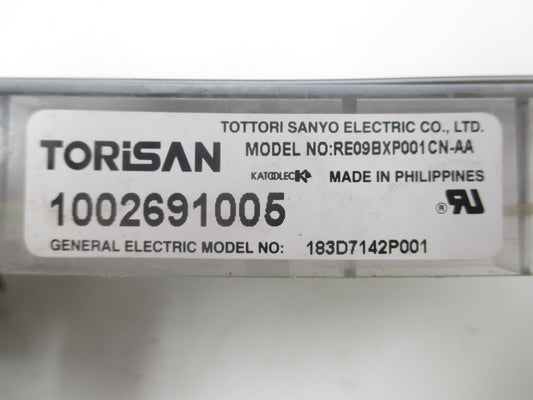 TOTTORI SANYO ELECTRIC CO., LTD.
TORiSAN MODEL NO:RE09BXP001CN-AA
KATOOLEC MADE IN PHILIPPINES
1002691005 ®
GENERAL ELECTRIC MODEL NO: 183D7142P001